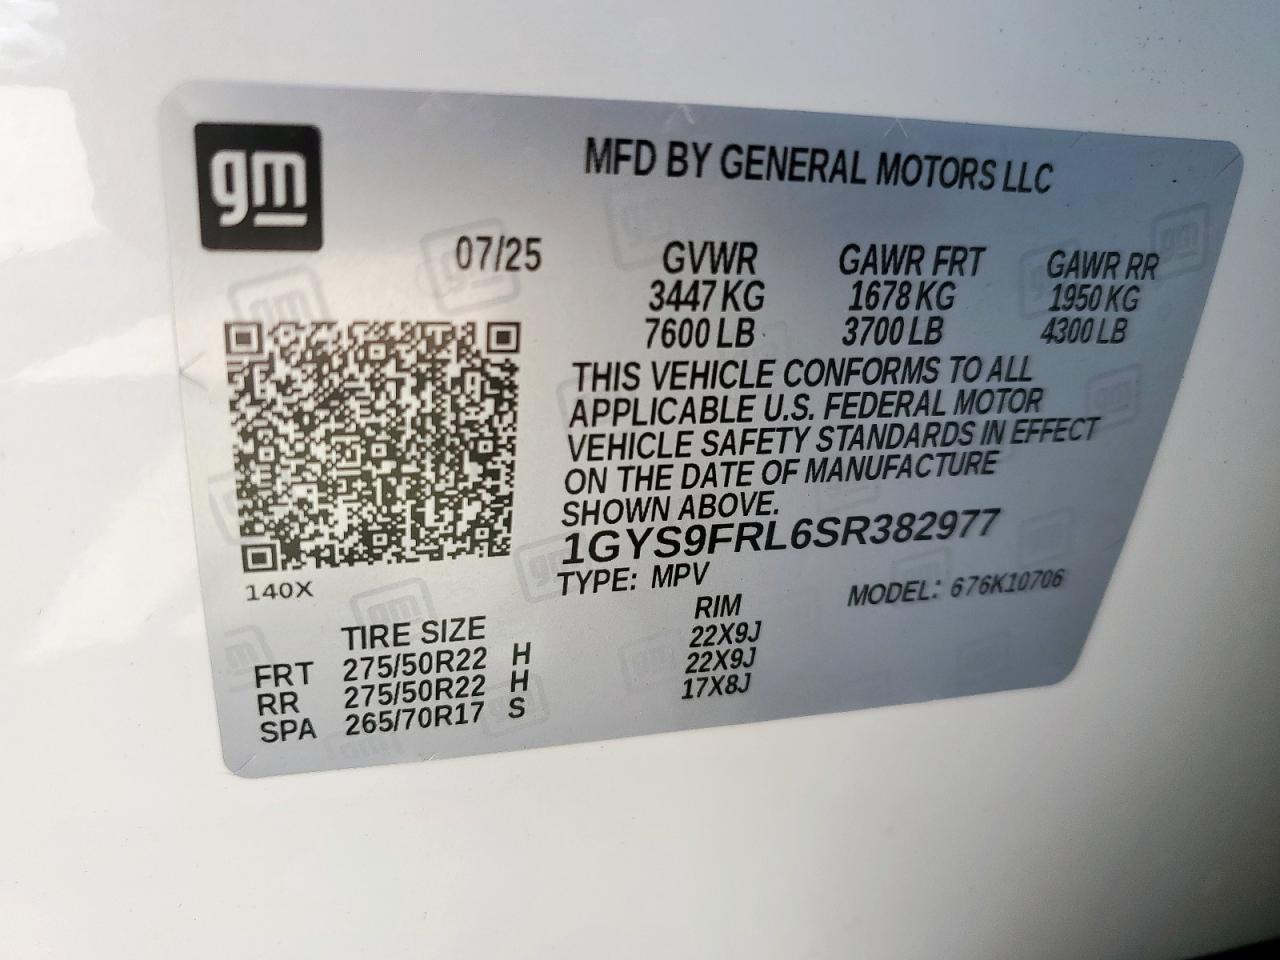 gm
MFD BY GENERAL MOTORS LLC
07/25 GVWR GAWR FRT GAWR RR
3447 KG 1678 KG 1950 KG
7600 LB 3700 LB 4300 LB
THIS VEHICLE CONFORMS TO ALL
APPLICABLE U.S. FEDERAL MOTOR
VEHICLE SAFETY STANDARDS IN EFFECT
ON THE DATE OF MANUFACTURE
SHOWN ABOVE.
1GYS9FRL6SR382977
TYPE: MPV MODEL: 676K10706
140X
TIRE SIZE RIM
FRT 275/50R22 H 22X9J
RR 275/50R22 H 22X9J
SPA 265/70R17 S 17X8J